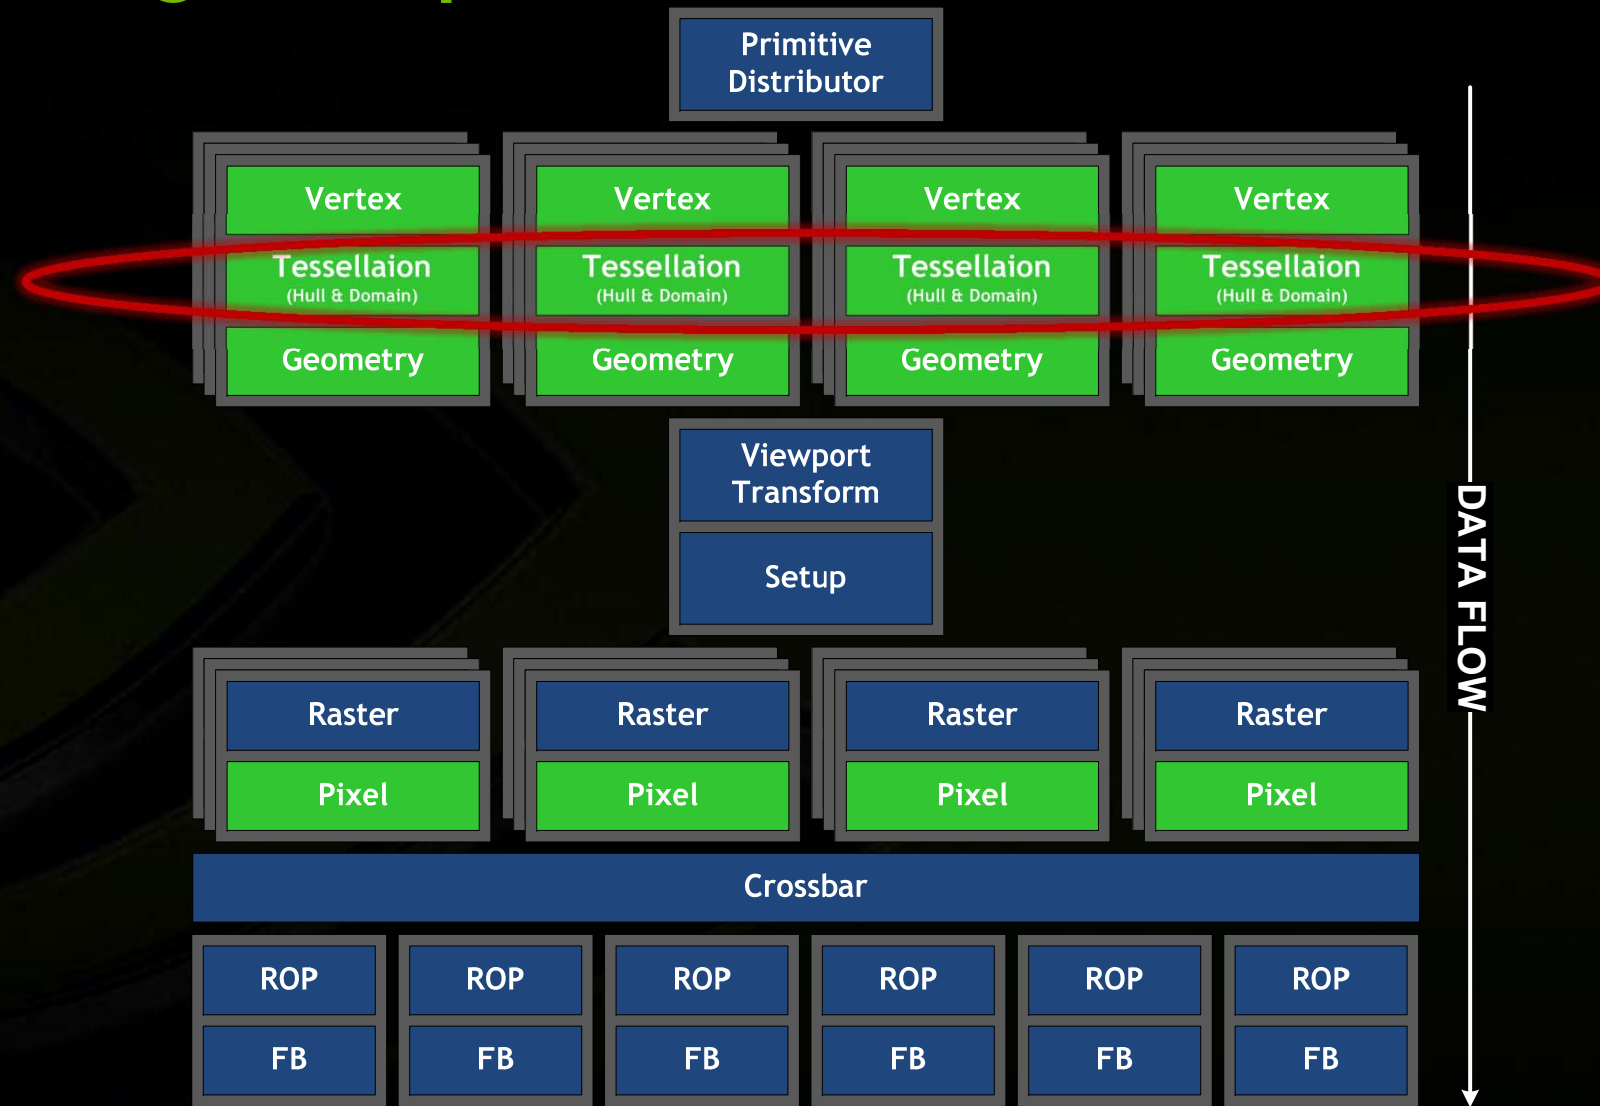 Primitive
Distributor
Vertex Vertex Vertex Vertex
Tessellaion Tessellaion Tessellaion Tessellaion
(Hull & Domain) (Hull & Domain) (Hull & Domain) (Hull & Domain)
Geometry Geometry Geometry Geometry
Viewport
Transform
Setup
DATA FLOW
Raster Raster Raster Raster
Pixel Pixel Pixel Pixel
Crossbar
ROP ROP ROP ROP ROP ROP
FB FB FB FB FB FB